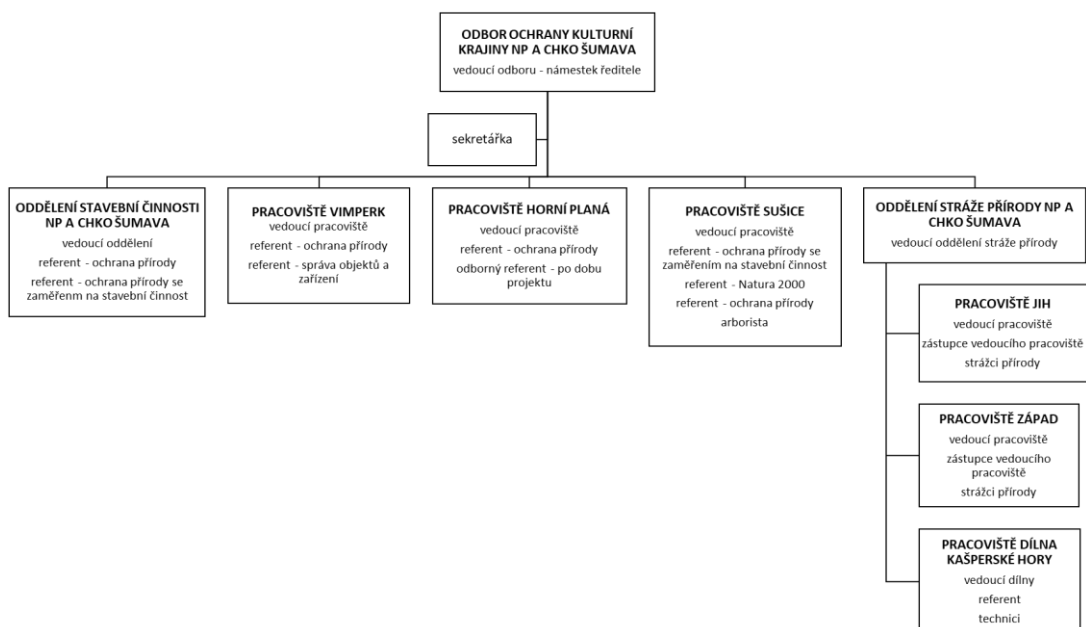 ODBOR OCHRANY KULTURNÍ
KRAJINY NP A CHKO ŠUMAVA
vedoucí odboru - námestek ředitele
sekretářka
ODDĚLENÍ STAVEBNÍ ČINNOSTI
NP A CHKO ŠUMAVA
vedoucí oddělení
referent - ochrana přírody
referent - ochrana přírody se
zaměřenm na stavební činnost
PRACOVIŠTĚ VIMPERK
vedoucí pracoviště
referent - ochrana přírody
referent - správa objektů a
zařízení
PRACOVIŠTĚ HORNÍ PLANÁ
vedoucí pracoviště
referent - ochrana přírody
odborný referent - po dobu
projektu
PRACOVIŠTĚ SUŠICE
vedoucí pracoviště
referent - ochrana přírody se
zaměřením na stavební činnost
referent - Natura 2000
referent - ochrana přírody
arborista
ODDĚLENÍ STRÁŽE PŘÍRODY NP A
CHKO ŠUMAVA
vedoucí oddělení stráže přírody
PRACOVIŠTĚ JIH
vedoucí pracoviště
zástupce vedoucího pracoviště
strážci přírody
PRACOVIŠTĚ ZÁPAD
vedoucí pracoviště
zástupce vedoucího
pracoviště
strážci přírody
PRACOVIŠTĚ DÍLNA
KAŠPERSKÉ HORY
vedoucí dílny
referent
technici